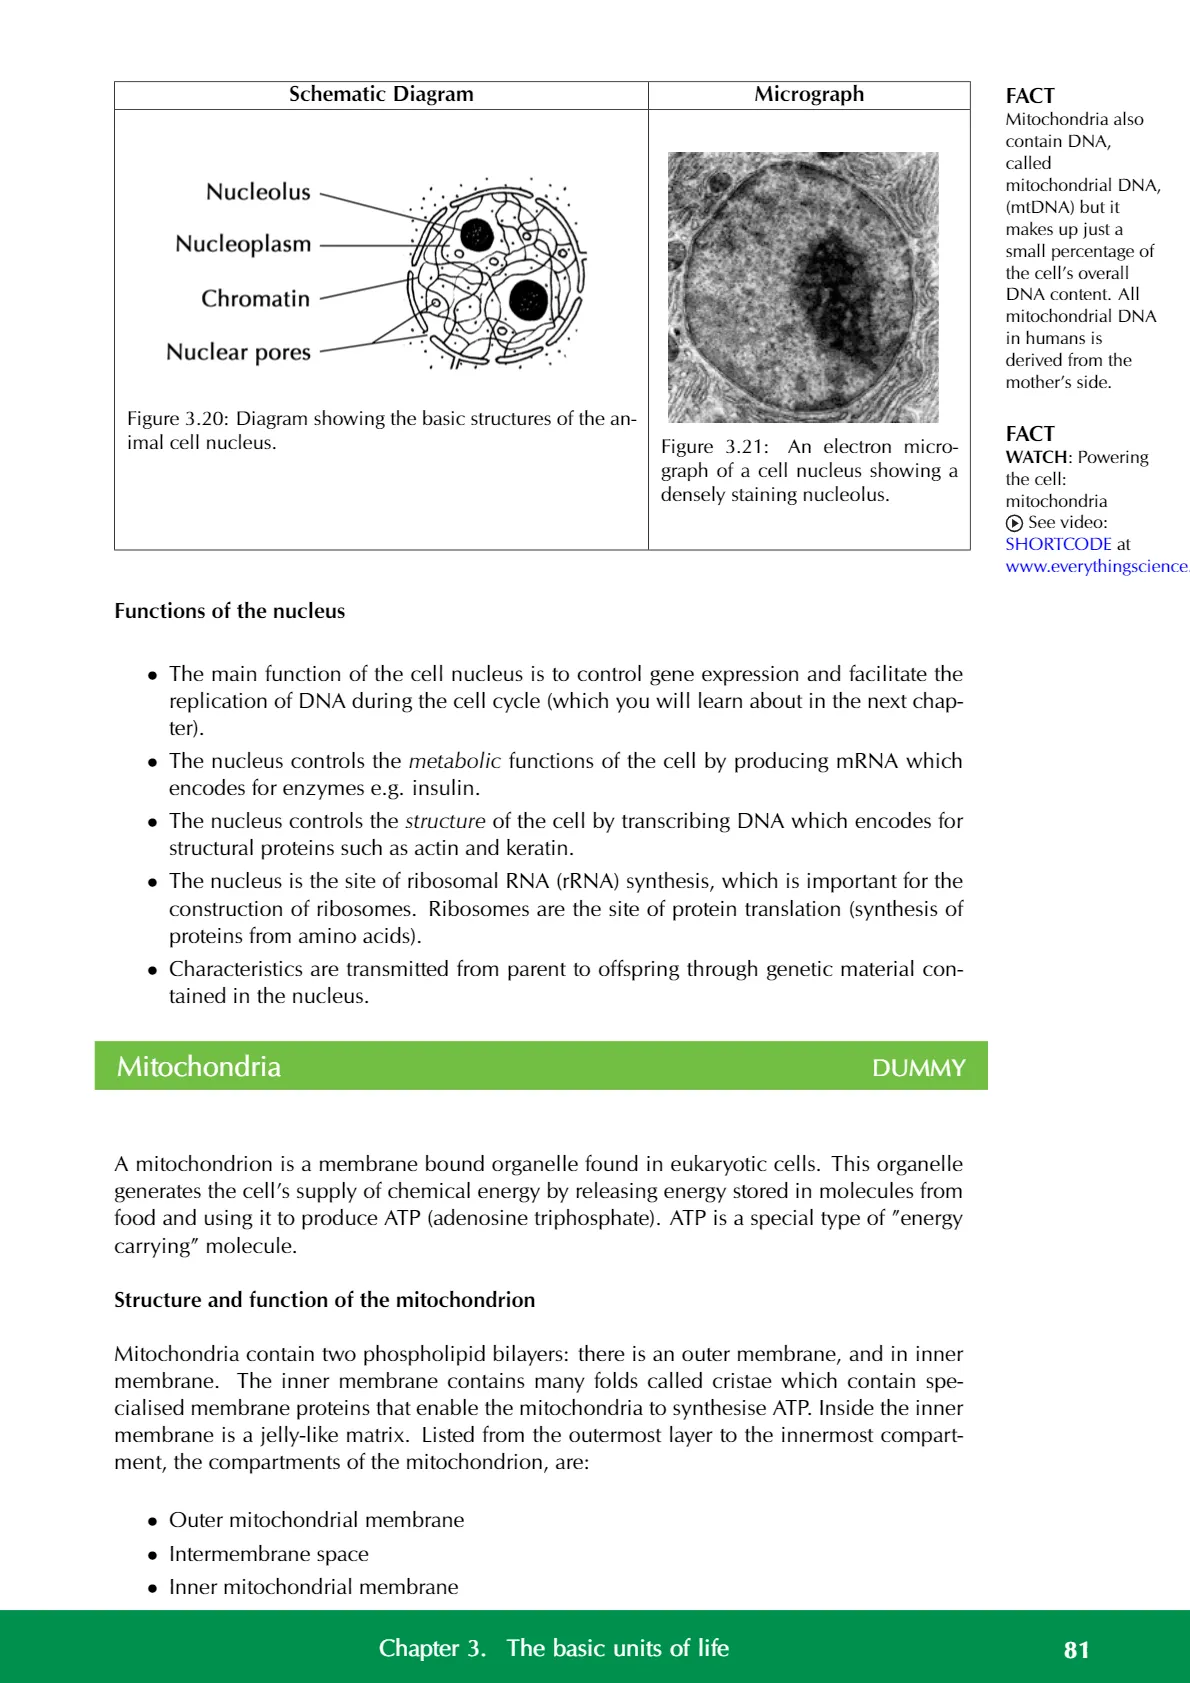 Schematic Diagram
Micrograph
Nucleolus
Nucleoplasm
Chromatin
Nuclear pores
Figure 3.20: Diagram showing the basic structures of the an-
imal cell nucleus.
Figure 3.21: An electron micro-
graph of a cell nucleus showing a
densely staining nucleolus.
FACT
Mitochondria also
contain DNA,
called
mitochondrial DNA,
(mtDNA) but it
makes up just a
small percentage of
the cell's overall
DNA content. All
mitochondrial DNA
in humans is
derived from the
mother's side.
FACT
WATCH: Powering
the cell:
mitochondria
See video:
SHORTCODE at
www.everythingscience.
Functions of the nucleus
• The main function of the cell nucleus is to control gene expression and facilitate the
replication of DNA during the cell cycle (which you will learn about in the next chap-
ter).
• The nucleus controls the metabolic functions of the cell by producing mRNA which
encodes for enzymes e.g. insulin.
• The nucleus controls the structure of the cell by transcribing DNA which encodes for
structural proteins such as actin and keratin.
• The nucleus is the site of ribosomal RNA (rRNA) synthesis, which is important for the
construction of ribosomes. Ribosomes are the site of protein translation (synthesis of
proteins from amino acids).
• Characteristics are transmitted from parent to offspring through genetic material con-
tained in the nucleus.
Mitochondria DUMMY
A mitochondrion is a membrane bound organelle found in eukaryotic cells. This organelle
generates the cell's supply of chemical energy by releasing energy stored in molecules from
food and using it to produce ATP (adenosine triphosphate). ATP is a special type of "energy
carrying" molecule.
Structure and function of the mitochondrion
Mitochondria contain two phospholipid bilayers: there is an outer membrane, and in inner
membrane. The inner membrane contains many folds called cristae which contain spe-
cialised membrane proteins that enable the mitochondria to synthesise ATP. Inside the inner
membrane is a jelly-like matrix. Listed from the outermost layer to the innermost compart-
ment, the compartments of the mitochondrion, are:
• Outer mitochondrial membrane
• Intermembrane space
• Inner mitochondrial membrane
Chapter 3. The basic units of life 81